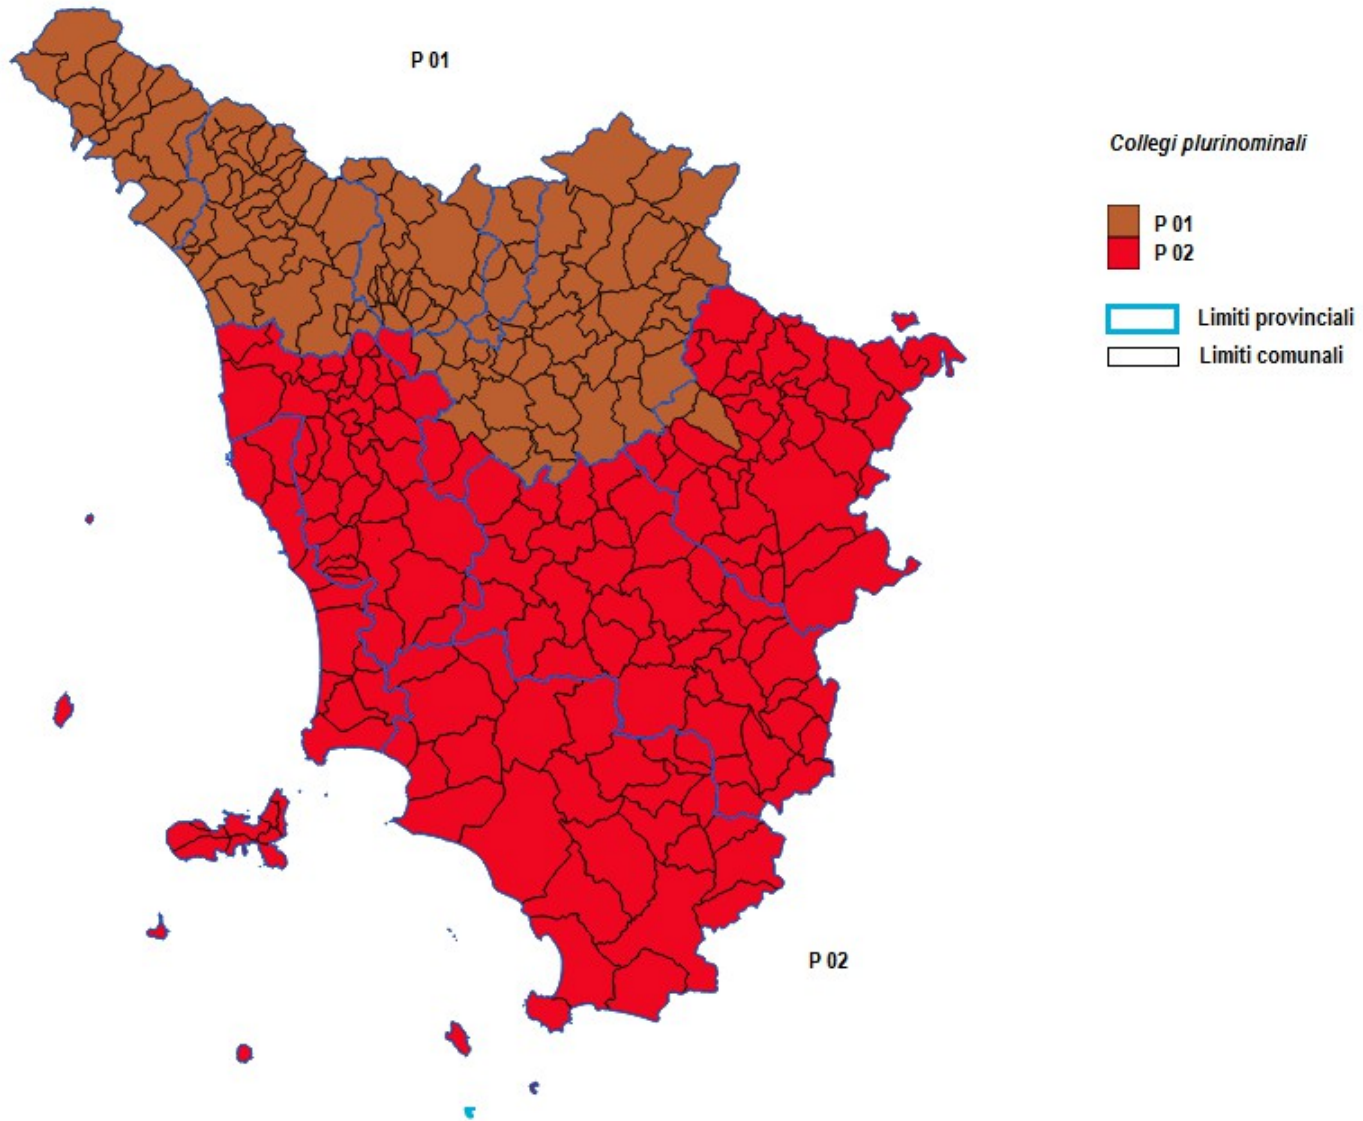 P 01
Collegi plurinominali
P 01
P 02
Limiti provinciali
Limiti comunali
P 02